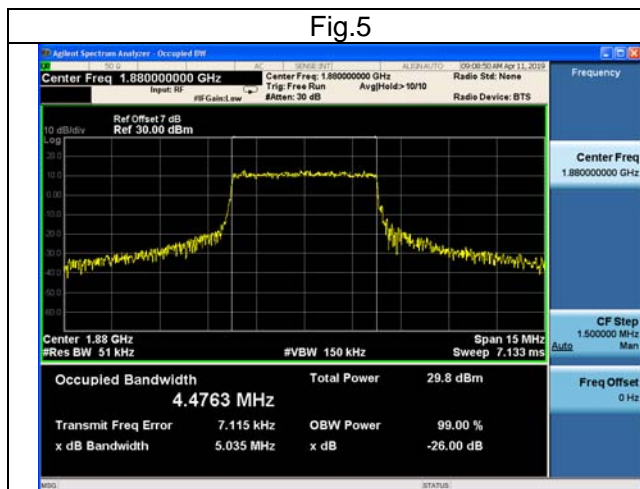 Fig.5
Agilent Spectrum Analyzer - Occupied BW
50 Ω AC SENSE:INT ALIGNAUTO 09:08:50 AM Apr 11, 2019
Center Freq 1.880000000 GHz
Center Freq: 1.880000000 GHz
Radio Std: None
Input: RF
#IFGain:Low
Trig: Free Run
Avg|Hold:> 10/10
#Atten: 30 dB
Radio Device: BTS
Ref Offset 7 dB
10 dB/div
Ref 30.00 dBm
Log
20.0
10.0
0.00
-10.0
-20.0
-30.0
-40.0
-50.0
-60.0
Center 1.88 GHz
Span 15 MHz
#Res BW 51 kHz
#VBW 150 kHz
Sweep 7.133 ms
Occupied Bandwidth
Total Power
29.8 dBm
4.4763 MHz
Transmit Freq Error
7.115 kHz
OBW Power
99.00 %
x dB Bandwidth
5.035 MHz
x dB
-26.00 dB
MSG
STATUS
Frequency
Center Freq
1.880000000 GHz
CF Step
1.500000 MHz
Auto Man
Freq Offset
0 Hz